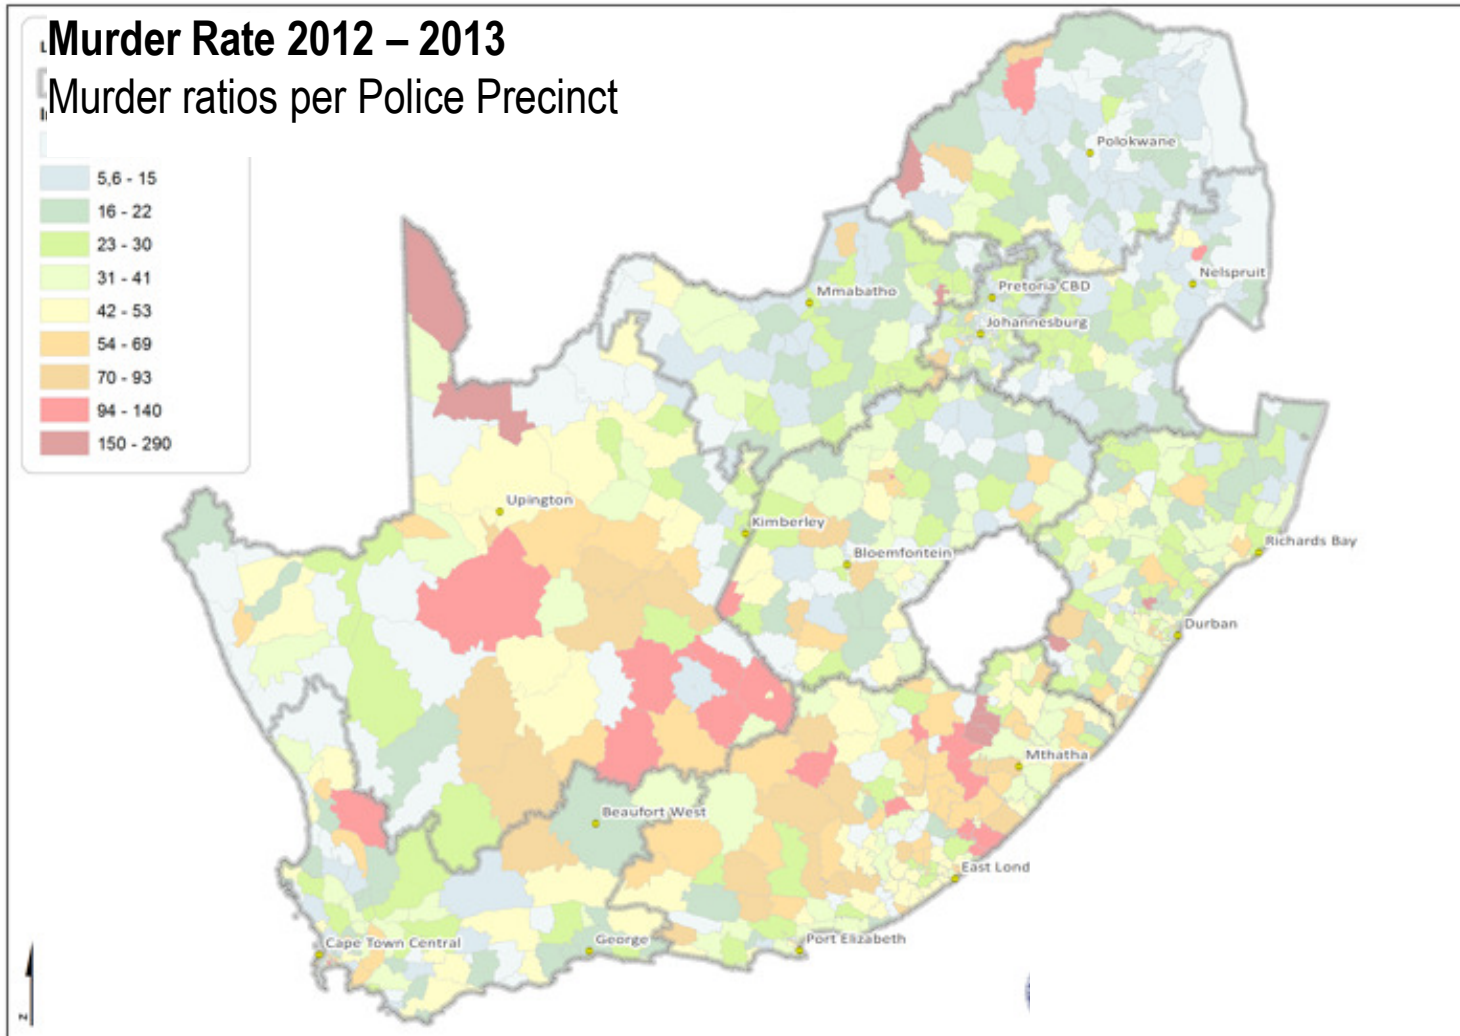 Murder Rate 2012 – 2013
Murder ratios per Police Precinct
5,6 - 15
16 - 22
23 - 30
31 - 41
42 - 53
54 - 69
70 - 93
94 - 140
150 - 290
Polokwane
Nelspruit
Mmabatho
Pretoria CBD
Johannesburg
Upington
Kimberley
Bloemfontein
Richards Bay
Durban
Mthatha
Beaufort West
East Lond
Cape Town Central
George
Port Elizabeth
N